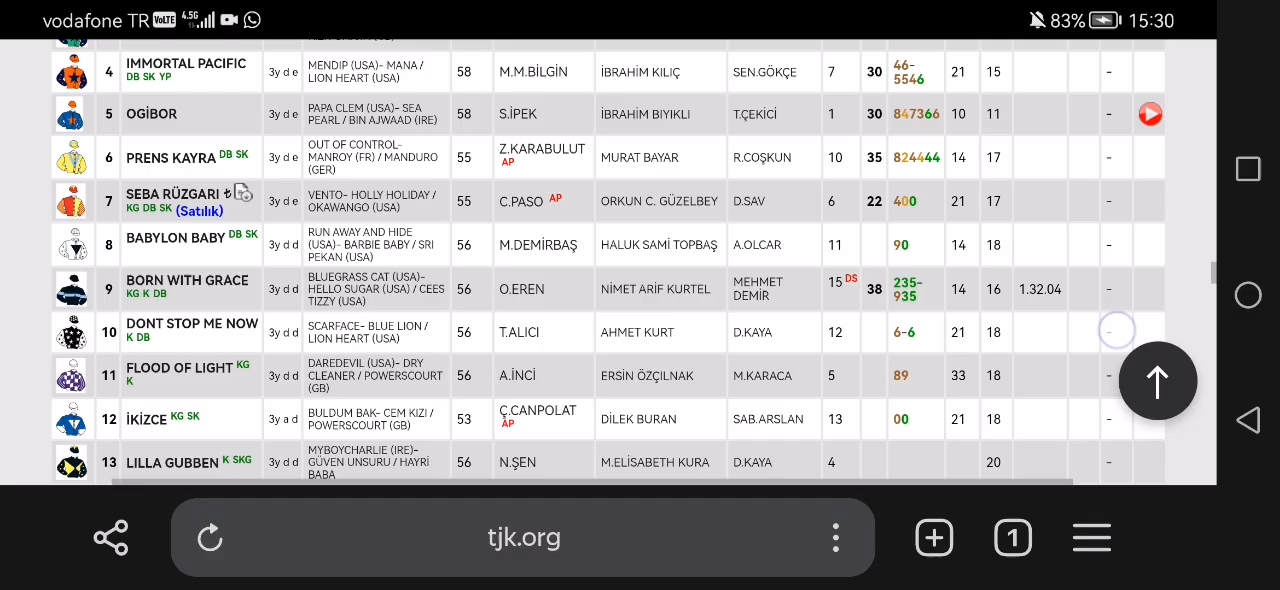 vodafone TR VoLTE 4.5G 83% 15:30
4 IMMORTAL PACIFIC DB SK YP 3y d e MENDIP (USA)- MANA / LION HEART (USA) 58 M.M.BİLGİN İBRAHİM KILIÇ SEN.GÖKÇE 7 30 46-5546 21 15 -
5 OGİBOR 3y d e PAPA CLEM (USA)- SEA PEARL / BIN AJWAAD (IRE) 58 S.İPEK İBRAHİM BIYIKLI T.ÇEKİCİ 1 30 847366 10 11 -
6 PRENS KAYRA DB SK 3y d e OUT OF CONTROL- MANROY (FR) / MANDURO (GER) 55 Z.KARABULUT AP MURAT BAYAR R.COŞKUN 10 35 824444 14 17 -
7 SEBA RÜZGARI ₺ KG DB SK (Satılık) 3y d e VENTO- HOLLY HOLIDAY / OKAWANGO (USA) 55 C.PASO AP ORKUN C. GÜZELBEY D.SAV 6 22 400 21 17 -
8 BABYLON BABY DB SK 3y d d RUN AWAY AND HIDE (USA)- BARBIE BABY / SRI PEKAN (USA) 56 M.DEMİRBAŞ HALUK SAMİ TOPBAŞ A.OLCAR 11 90 14 18 -
9 BORN WITH GRACE KG K DB 3y d d BLUEGRASS CAT (USA)- HELLO SUGAR (USA) / CEES TIZZY (USA) 56 O.EREN NİMET ARİF KURTEL MEHMET DEMİR 15 DS 38 235-935 14 16 1.32.04 -
10 DONT STOP ME NOW K DB 3y d d SCARFACE- BLUE LION / LION HEART (USA) 56 T.ALICI AHMET KURT D.KAYA 12 6-6 21 18 -
11 FLOOD OF LIGHT KG K 3y d d DAREDEVIL (USA)- DRY CLEANER / POWERSCOURT (GB) 56 A.İNCİ ERSİN ÖZÇILNAK M.KARACA 5 89 33 18 -
12 İKİZCE KG SK 3y a d BULDUM BAK- CEM KIZI / POWERSCOURT (GB) 53 Ç.CANPOLAT AP DİLEK BURAN SAB.ARSLAN 13 00 21 18 -
13 LILLA GUBBEN K SKG 3y d d MYBOYCHARLIE (IRE)- GÜVEN UNSURU / HAYRİ BABA 56 N.ŞEN M.ELİSABETH KURA D.KAYA 4 20 -
tjk.org
1